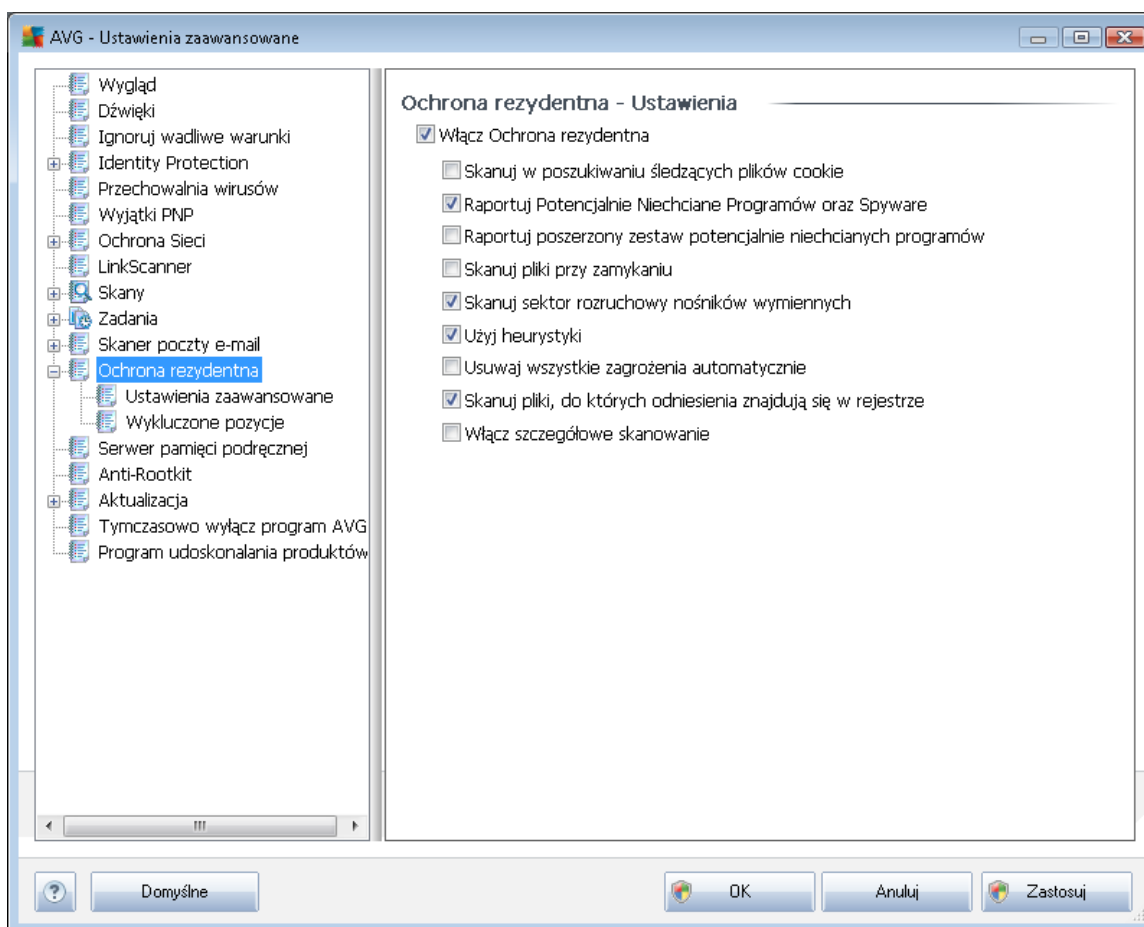 AVG - Ustawienia zaawansowane
Wygląd
Dźwięki
Ignoruj wadliwe warunki
Identity Protection
Przechowalnia wirusów
Wyjątki PNP
Ochrona Sieci
LinkScanner
Skany
Zadania
Skaner poczty e-mail
Ochrona rezydentna
Ustawienia zaawansowane
Wykluczone pozycje
Serwer pamięci podręcznej
Anti-Rootkit
Aktualizacja
Tymczasowo wyłącz program AVG
Program udoskonalania produktów
Ochrona rezydentna - Ustawienia
Włącz Ochrona rezydentna
Skanuj w poszukiwaniu śledzących plików cookie
Raportuj Potencjalnie Niechciane Programów oraz Spyware
Raportuj poszerzony zestaw potencjalnie niechcianych programów
Skanuj pliki przy zamykaniu
Skanuj sektor rozruchowy nośników wymiennych
Użyj heurystyki
Usuwaj wszystkie zagrożenia automatycznie
Skanuj pliki, do których odniesienia znajdują się w rejestrze
Włącz szczegółowe skanowanie
?
Domyślne
OK
Anuluj
Zastosuj